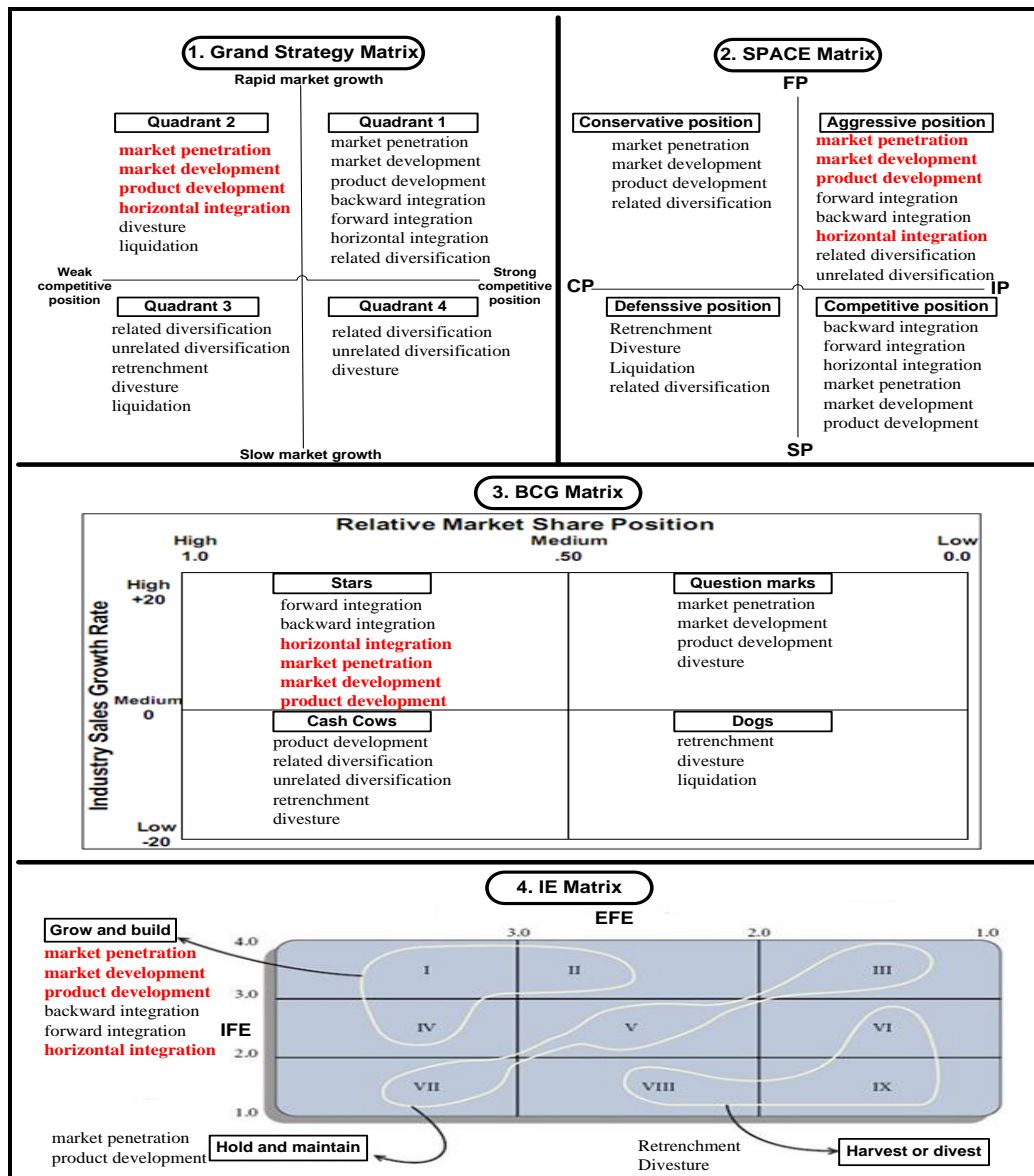 1. Grand Strategy Matrix
Rapid market growth
Quadrant 2
market penetration
market development
product development
horizontal integration
divesture
liquidation
Quadrant 1
market penetration
market development
product development
backward integration
forward integration
horizontal integration
related diversification
Weak
competitive
position
Strong
competitive
position
Quadrant 3
related diversification
unrelated diversification
retrenchment
divesture
liquidation
Quadrant 4
related diversification
unrelated diversification
divesture
Slow market growth
2. SPACE Matrix
FP
Conservative position
market penetration
market development
product development
related diversification
Aggressive position
market penetration
market development
product development
forward integration
backward integration
horizontal integration
related diversification
unrelated diversification
CP
IP
Defenssive position
Retrenchment
Divesture
Liquidation
related diversification
Competitive position
backward integration
forward integration
horizontal integration
market penetration
market development
product development
SP
3. BCG Matrix
Relative Market Share Position
High
1.0
Medium
.50
Low
0.0
Industry Sales Growth Rate
High
+20
Medium
0
Low
-20
Stars
forward integration
backward integration
horizontal integration
market penetration
market development
product development
Question marks
market penetration
market development
product development
divesture
Cash Cows
product development
related diversification
unrelated diversification
retrenchment
divesture
Dogs
retrenchment
divesture
liquidation
4. IE Matrix
EFE
Grow and build
market penetration
market development
product development
backward integration
forward integration
horizontal integration
IFE
4.0
3.0
2.0
1.0
3.0
2.0
1.0
I
II
III
IV
V
VI
VII
VIII
IX
market penetration
product development
Hold and maintain
Retrenchment
Divesture
Harvest or divest